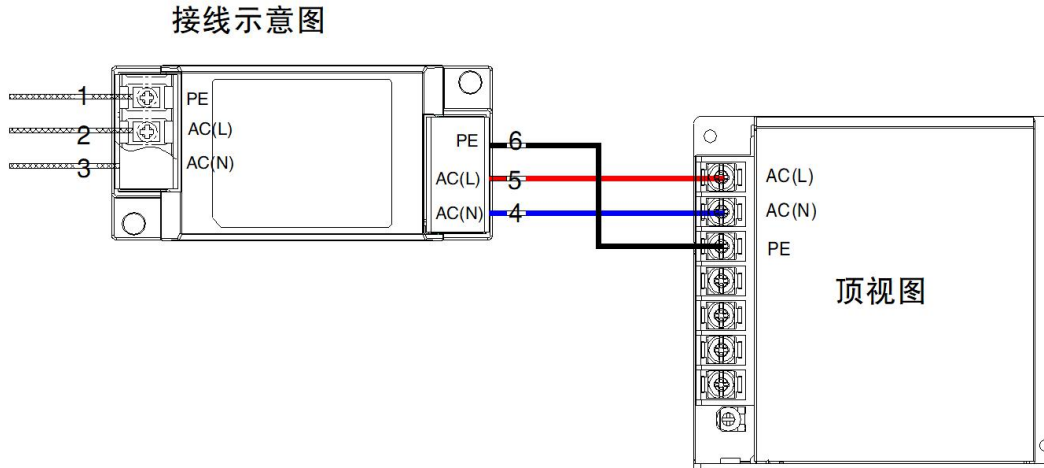 接线示意图
1 PE
2 AC(L)
3 AC(N)
PE 6
AC(L) 5
AC(N) 4
AC(L)
AC(N)
PE
顶视图